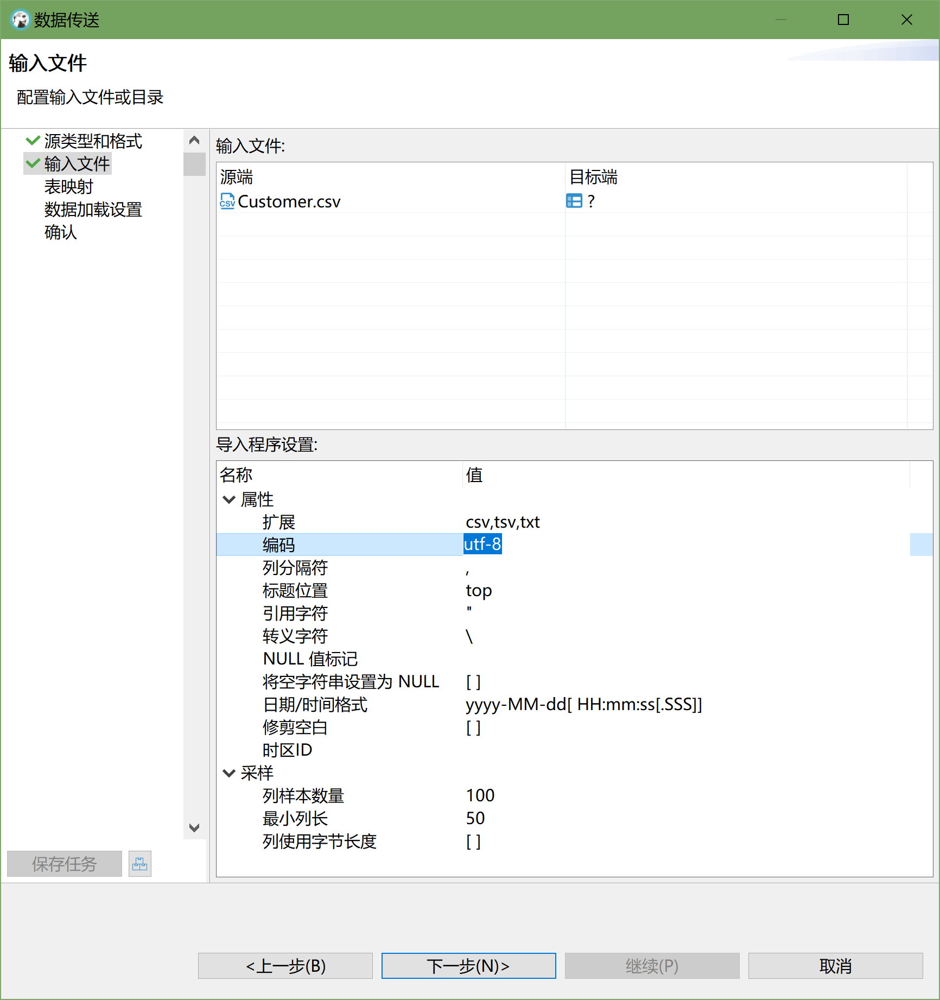 数据传送
输入文件
配置输入文件或目录
源类型和格式
输入文件
表映射
数据加载设置
确认
保存任务
输入文件:
源端 目标端
CSV Customer.csv ?
导入程序设置:
名称 值
属性
扩展 csv,tsv,txt
编码 utf-8
列分隔符 ,
标题位置 top
引用字符 "
转义字符 \
NULL 值标记
将空字符串设置为 NULL [ ]
日期/时间格式 yyyy-MM-dd[ HH:mm:ss[.SSS]]
修剪空白 [ ]
时区ID
采样
列样本数量 100
最小列长 50
列使用字节长度 [ ]
<上一步(B) 下一步(N)> 继续(P) 取消